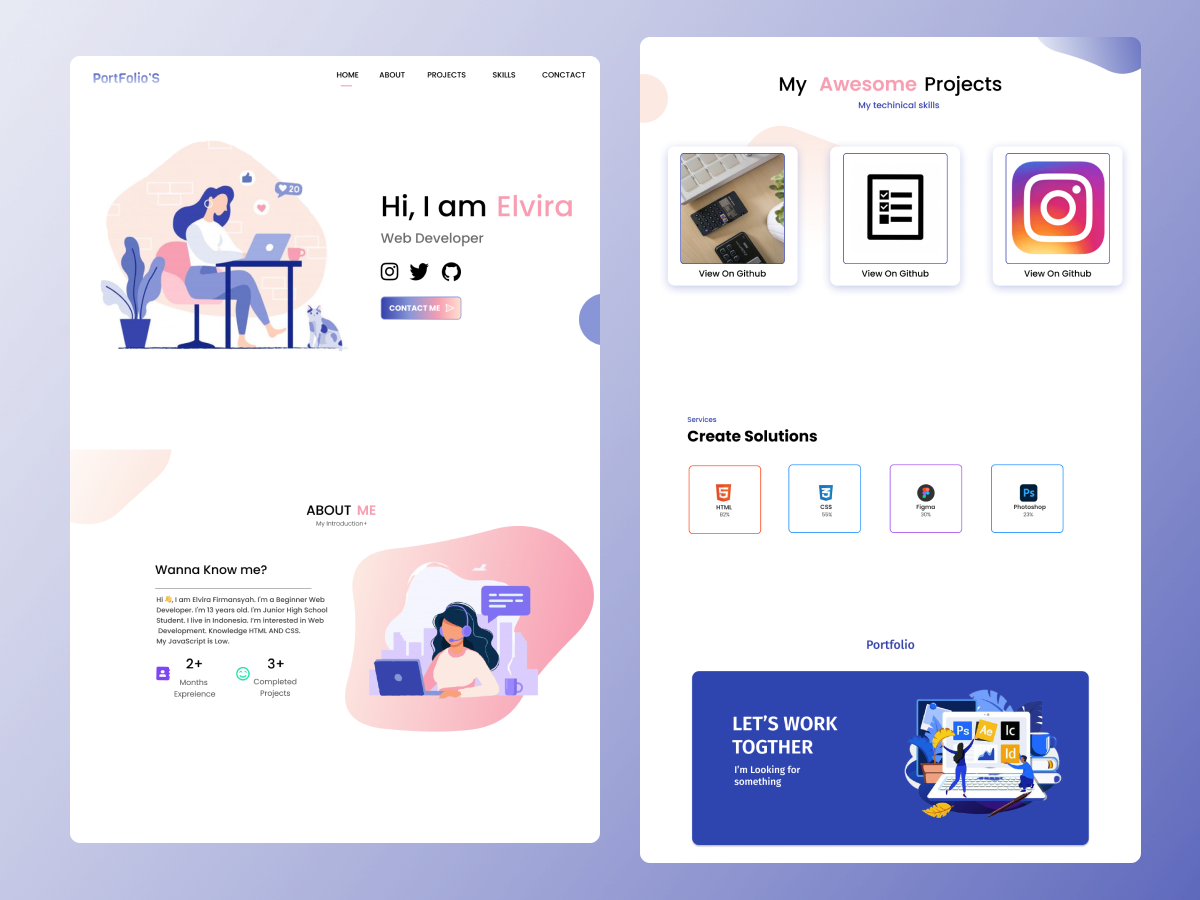 PortFolio'S
HOME ABOUT PROJECTS SKILLS CONCTACT
20
Hi, I am Elvira
Web Developer
CONTACT ME
ABOUT ME
My Introduction+
Wanna Know me?
Hi 👋, I am Elvira Firmansyah. I'm a Beginner Web
Developer. I'm 13 years old. I'm Junior High School
Student. I live in Indonesia. I'm interested in Web
Development. Knowledge HTML AND CSS.
My JavaScript is Low.
2+
Months
Expreience
3+
Completed
Projects
My Awesome Projects
My techinical skills
View On Github
View On Github
View On Github
Services
Create Solutions
HTML
82%
CSS
55%
Figma
30%
Ps
Photoshop
23%
Portfolio
LET'S WORK
TOGTHER
I'm Looking for
something
Ps Ae Ic
Id